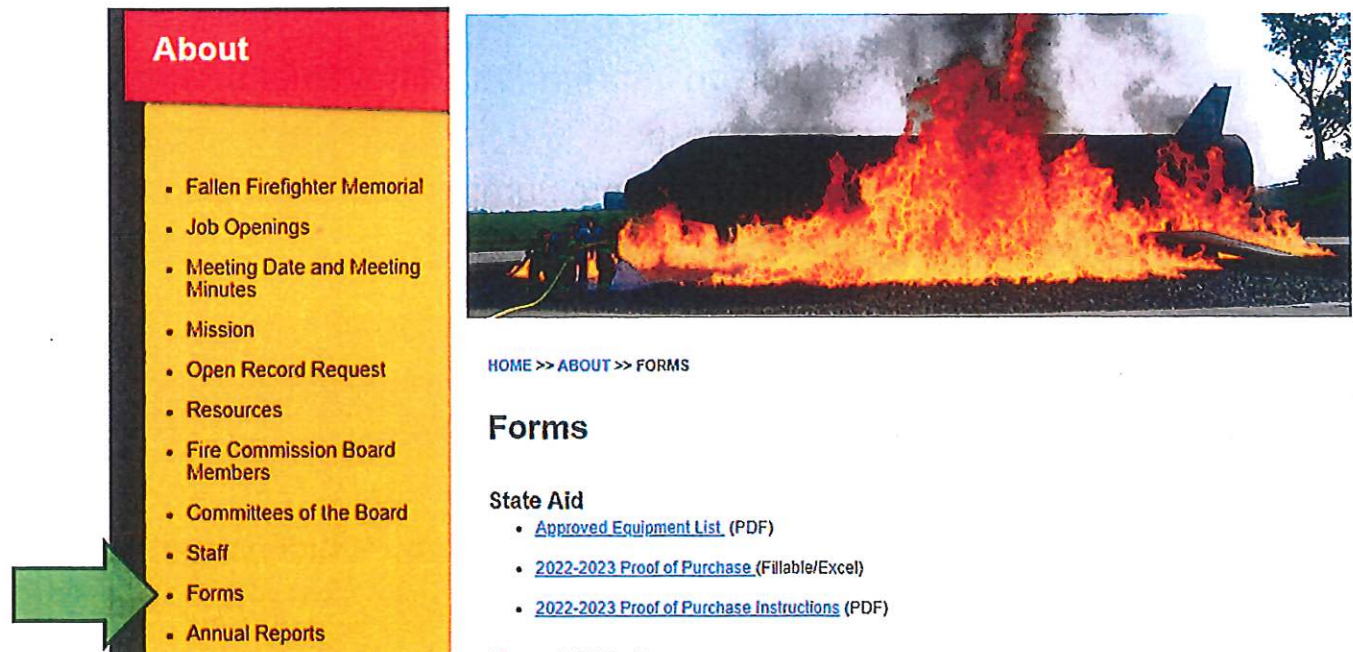 About
• Fallen Firefighter Memorial
• Job Openings
• Meeting Date and Meeting
Minutes
• Mission
• Open Record Request
• Resources
• Fire Commission Board
Members
• Committees of the Board
• Staff
• Forms
• Annual Reports
HOME >> ABOUT >> FORMS
Forms
State Aid
• Approved Equipment List (PDF)
• 2022-2023 Proof of Purchase (Fillable/Excel)
• 2022-2023 Proof of Purchase Instructions (PDF)